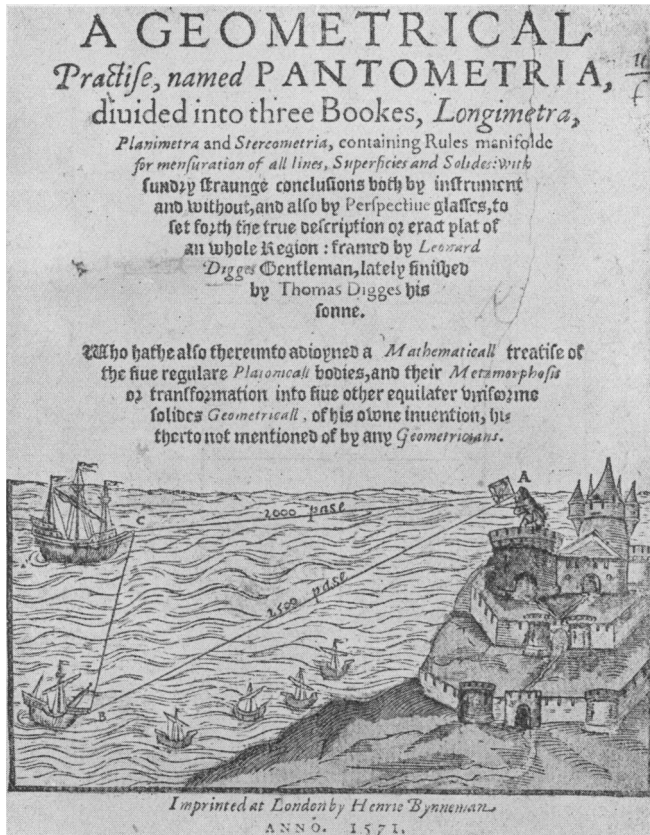 A GEOMETRICAL
Practise, named PANTOMETRIA,
diuided into three Bookes, Longimetra,
Planimetra and Stereometria, containing Rules manifolde
for mensuration of all lines, Superficies and Solides: with
sundry straunge conclusions both by instrument
and without, and also by Perspectiue glasses, to
set forth the true description or exact plat of
an whole Region: framed by Leonard
Digges Gentleman, lately finished
by Thomas Digges his
sonne.
Who hathe also thereunto adioyned a Mathematicall treatise of
the fiue regulare Platonicall bodies, and their Metamorphosis
or transformation into fiue other equilater vniforme
solides Geometricall, of his owne inuention, hi-
therto not mentioned of by any Geometricians.
A
C
2000 pase
2500 pase
B
Imprinted at London by Henrie Bynneman.
ANNO. 1571.